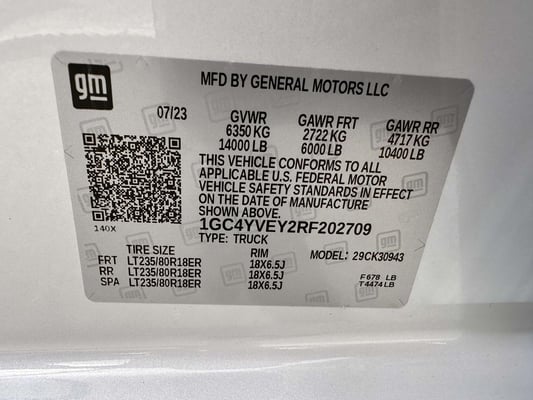 gm
MFD BY GENERAL MOTORS LLC
07/23
GVWR GAWR FRT GAWR RR
6350 KG 2722 KG 4717 KG
14000 LB 6000 LB 10400 LB
THIS VEHICLE CONFORMS TO ALL
APPLICABLE U.S. FEDERAL MOTOR
VEHICLE SAFETY STANDARDS IN EFFECT
ON THE DATE OF MANUFACTURE
SHOWN ABOVE.
140X
1GC4YVEY2RF202709
TYPE: TRUCK
MODEL: 29CK30943
TIRE SIZE RIM
FRT LT235/80R18ER 18X6.5J
RR LT235/80R18ER 18X6.5J
SPA LT235/80R18ER 18X6.5J
F 678 LB
T 4474 LB